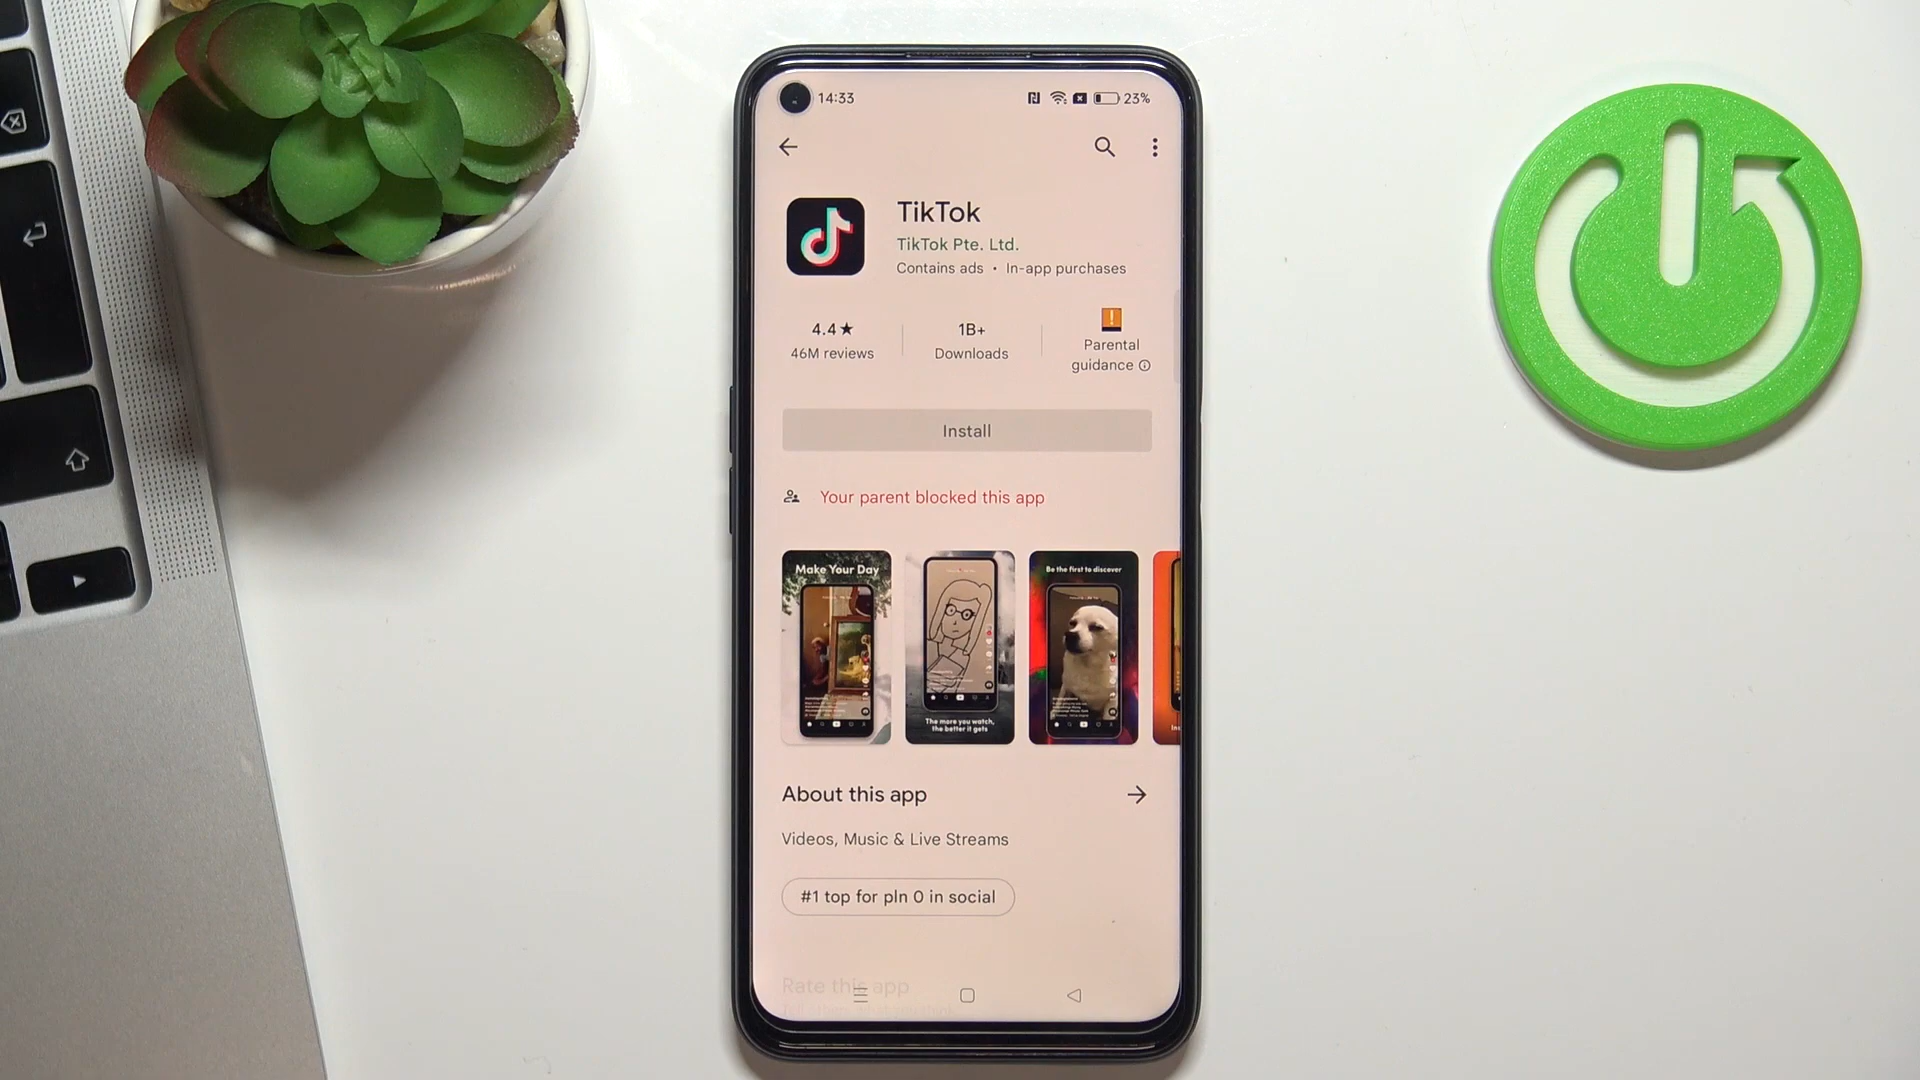 14:33
23%
TikTok
TikTok Pte. Ltd.
Contains ads • In-app purchases
4.4★
46M reviews
1B+
Downloads
Parental
guidance
Install
Your parent blocked this app
Make Your Day
The more you watch,
the better it gets
Be the first to discover
About this app
Videos, Music & Live Streams
#1 top for pln 0 in social
Rate this app